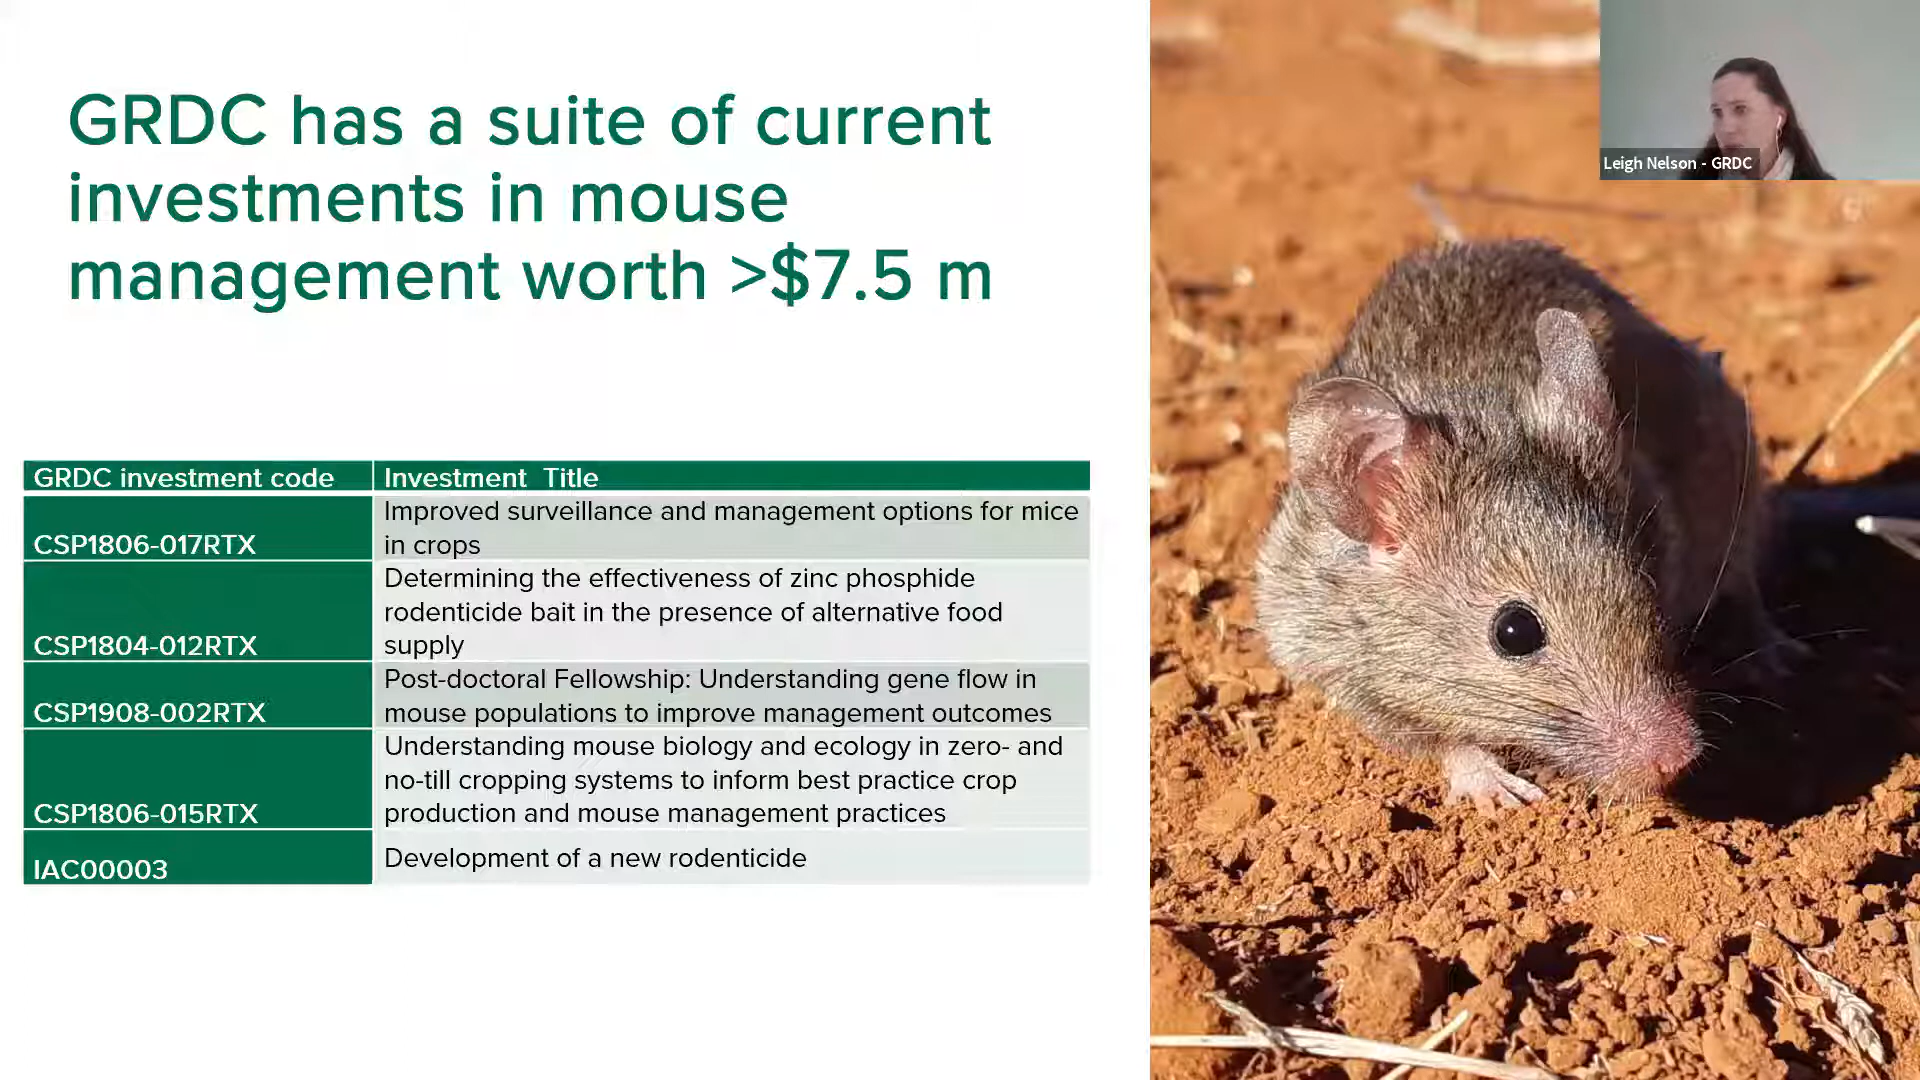 GRDC has a suite of current
investments in mouse
management worth >$7.5 m
Leigh Nelson - GRDC
GRDC investment code
Investment Title
CSP1806-017RTX
Improved surveillance and management options for mice
in crops
CSP1804-012RTX
Determining the effectiveness of zinc phosphide
rodenticide bait in the presence of alternative food
supply
CSP1908-002RTX
Post-doctoral Fellowship: Understanding gene flow in
mouse populations to improve management outcomes
CSP1806-015RTX
Understanding mouse biology and ecology in zero- and
no-till cropping systems to inform best practice crop
production and mouse management practices
IAC00003
Development of a new rodenticide